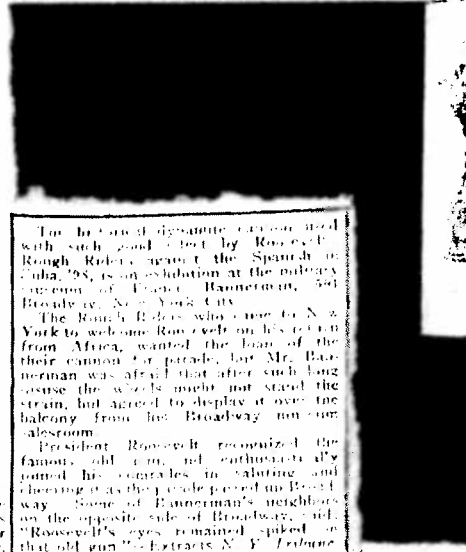 The historical dynamite cannon used
with such good effect by Roosevelt's
Rough Riders against the Spanish in
Cuba, '98, is on exhibition at the military
museum of Francis Bannerman, 501
Broadway, New York City.
The Rough Riders who came to New
York to welcome Roosevelt on his return
from Africa, wanted the loan of the
their cannon for parade, but Mr. Ban-
nerman was afraid that after such long
ususe the wheels might not stand the
strain, but agreed to display it over the
balcony from his Broadway museum
salesroom.
President Roosevelt recognized the
famous old gun, and enthusiastically
joined his comrades in saluting and
cheering it as the parade passed up Broad-
way. Some of Bannerman's neighbors
on the opposite side of Broadway, said,
"Roosevelt's eyes remained spiked on
that old gun."—Extracts N. Y. Tribune.